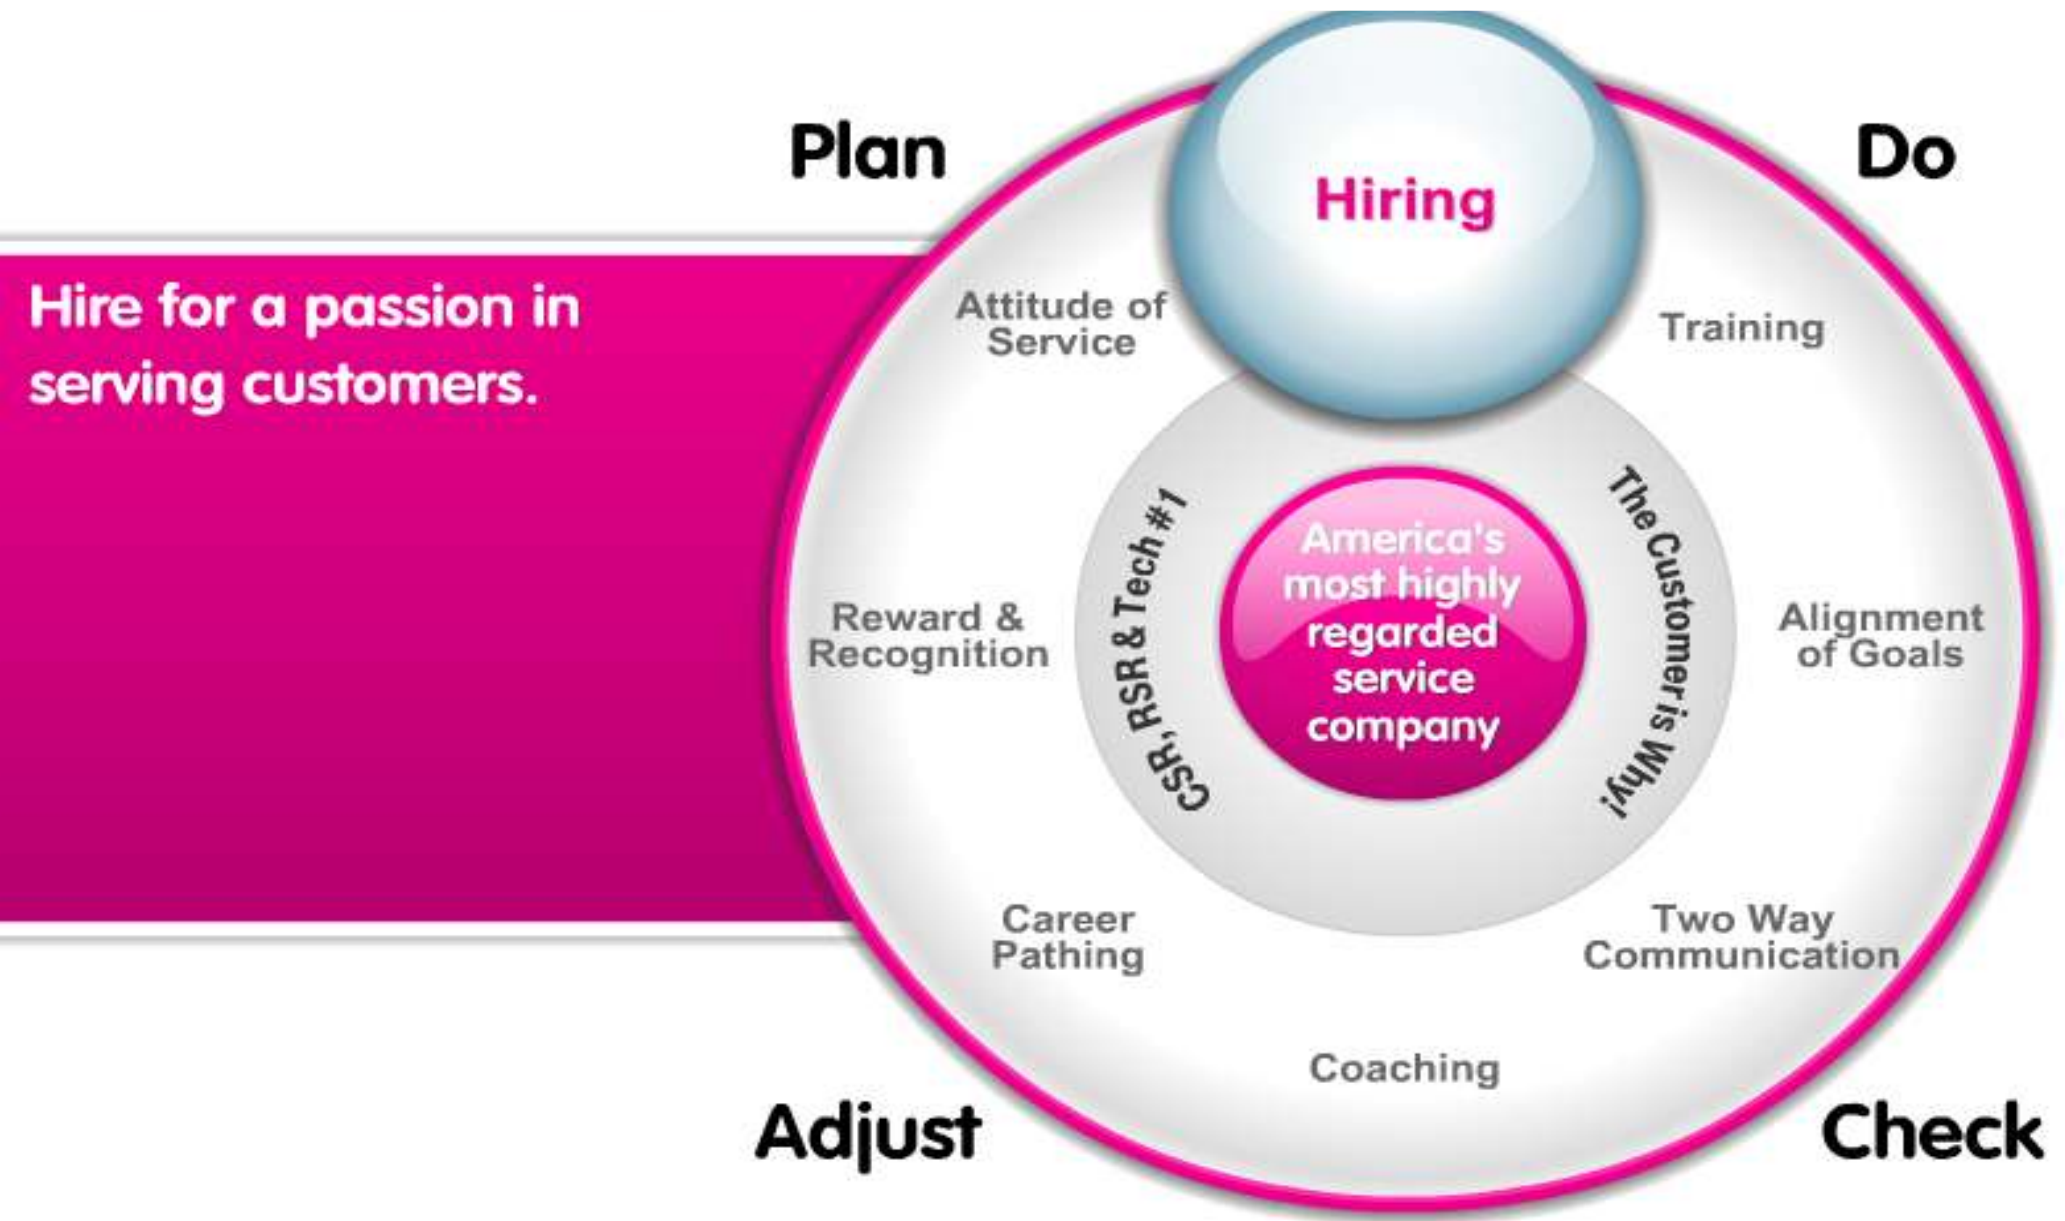 Plan
Do
Hire for a passion in
serving customers.
Hiring
Attitude of
Service
Training
CSR, RSR & Tech #1
The Customer is Why!
America's
most highly
regarded
service
company
Reward &
Recognition
Alignment
of Goals
Career
Pathing
Two Way
Communication
Coaching
Adjust
Check